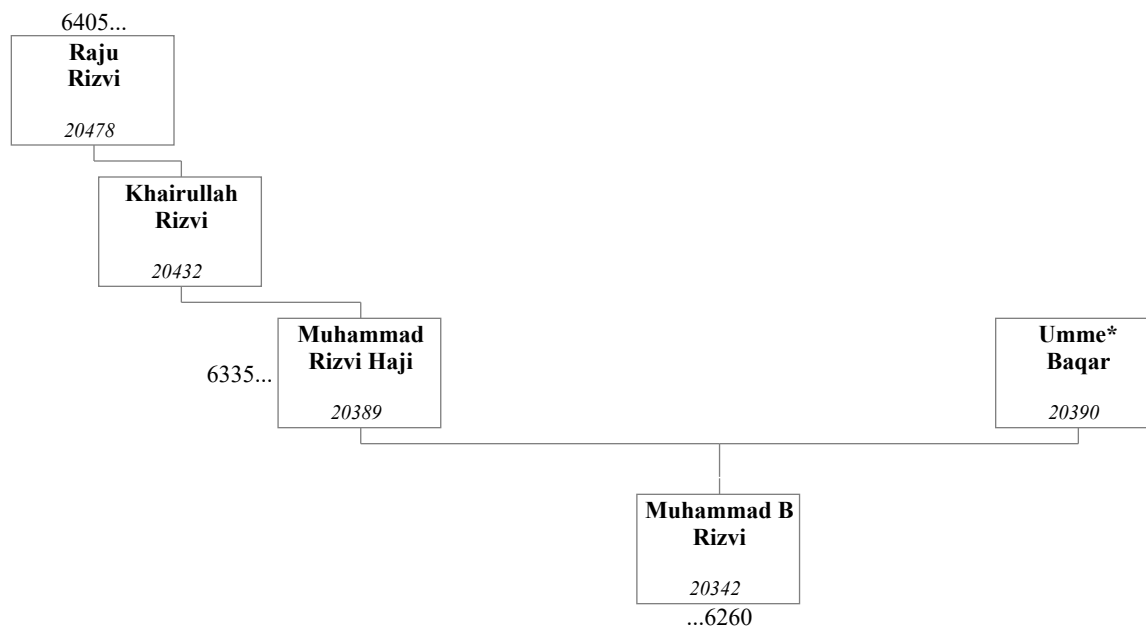 6405...
Raju
Rizvi
20478
Khairullah
Rizvi
20432
Muhammad
Rizvi Haji
6335...
20389
Umme*
Baqar
20390
Muhammad B
Rizvi
20342
...6260